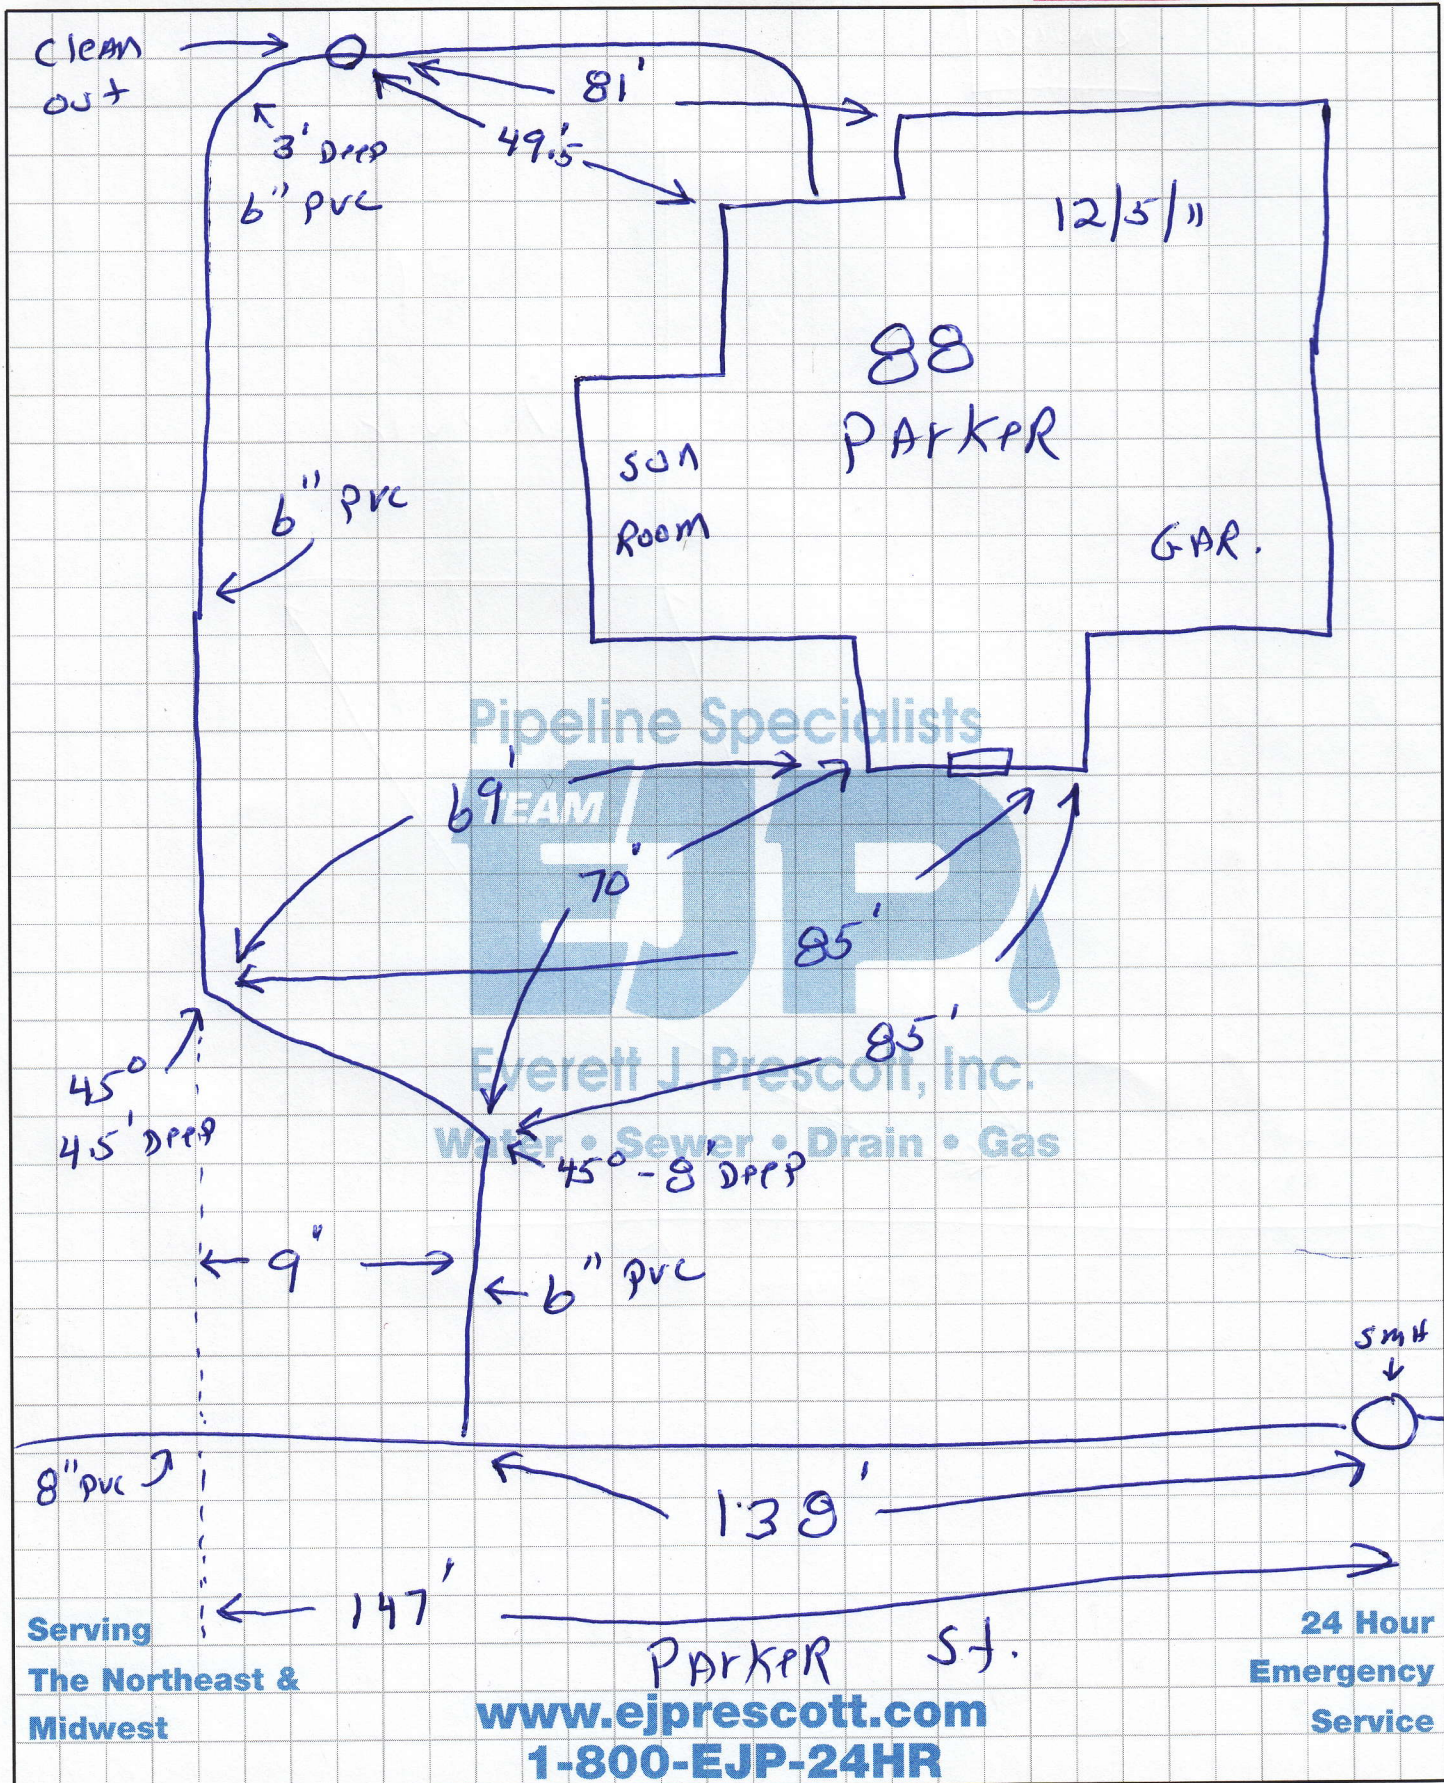 Clean
out
81'
49.5'
3' Deep
6" PVC
12/5/11
88
Parker
Sun
Room
6" PVC
GAR.
Pipeline Specialists
69'
TEAM
EJP
70'
85'
85'
Everett J. Prescott, Inc.
45°
4.5' Deep
Water • Sewer • Drain • Gas
45° - 8' Deep
9"
6" PVC
SMH
8" PVC
138'
147'
Parker St.
Serving
The Northeast &
Midwest
24 Hour
Emergency
Service
www.ejprescott.com
1-800-EJP-24HR